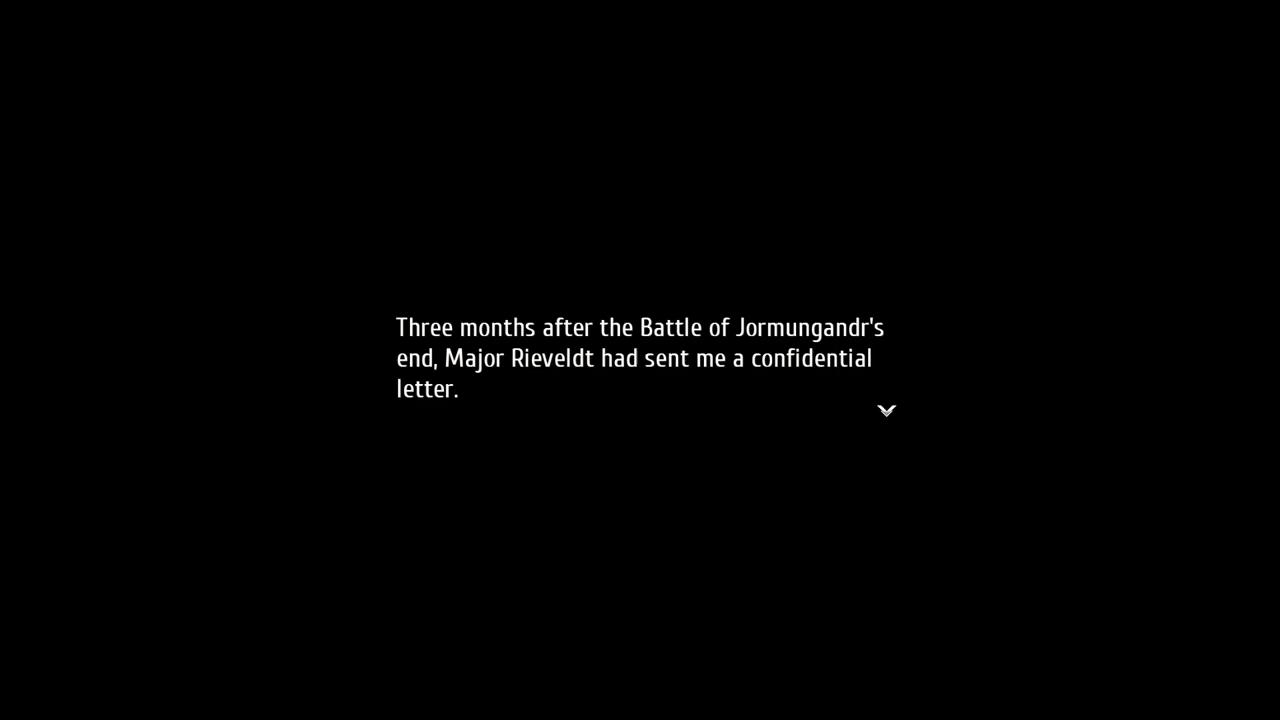 Three months after the Battle of Jormungandr's
end, Major Rieveldt had sent me a confidential
letter.